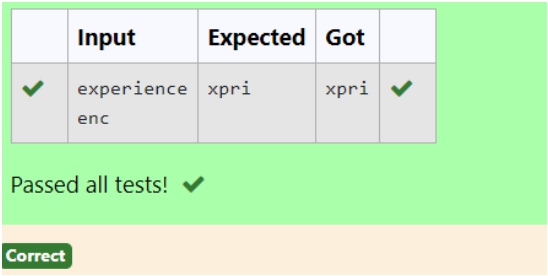 Input Expected Got
experience xpri xpri
enc
Passed all tests!
Correct